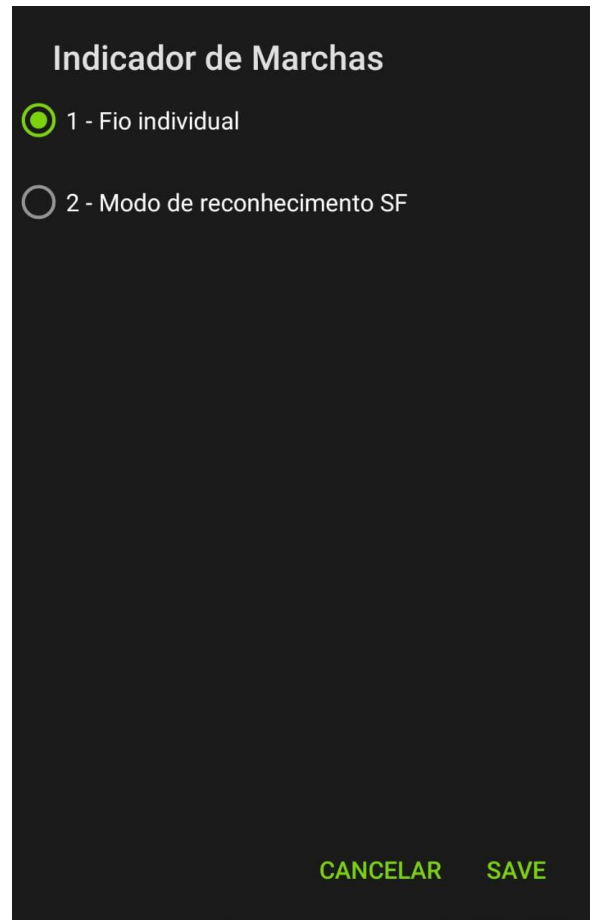 Indicador de Marchas
1 - Fio individual
2 - Modo de reconhecimento SF
CANCELAR SAVE